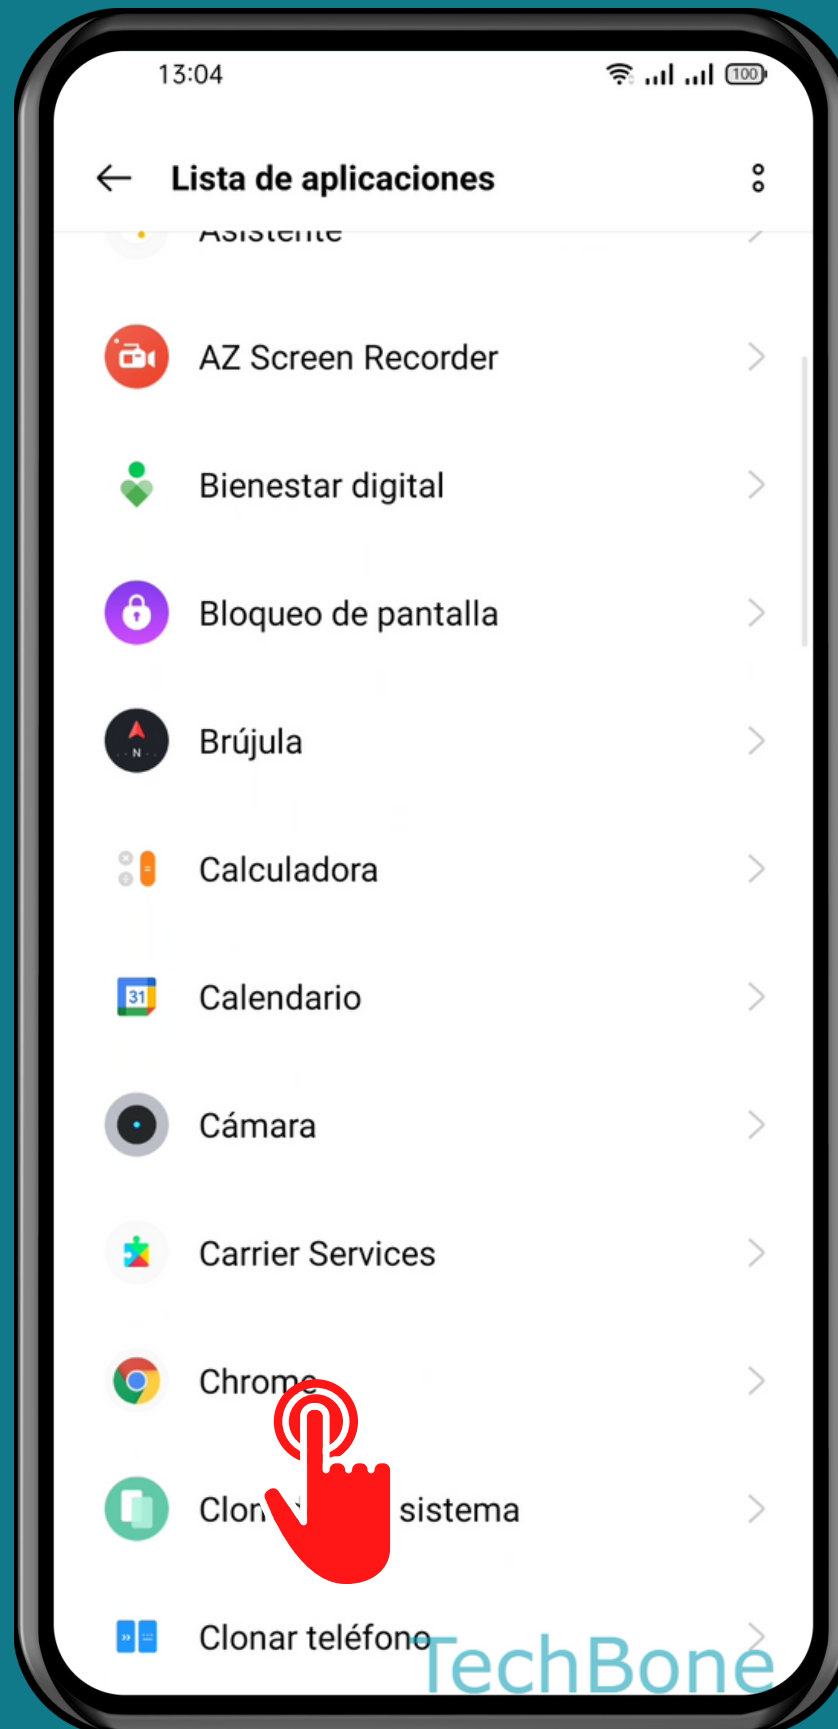 13:04
100
Lista de aplicaciones
Asistente
AZ Screen Recorder
Bienestar digital
Bloqueo de pantalla
N
Brújula
Calculadora
31
Calendario
Cámara
Carrier Services
Chrome
sistema
Clonar teléfono
TechBone